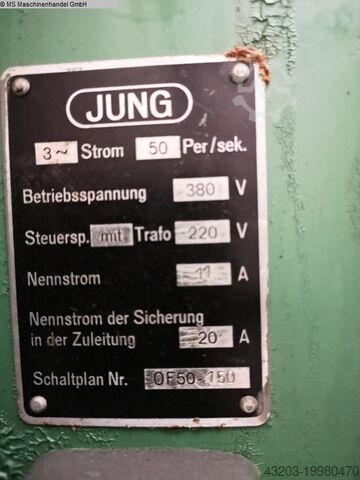 © MS Maschinenhandel GmbH
JUNG
3~ Strom 50 Per/sek.
Betriebsspannung 380 V
Steuersp. mit Trafo 220 V
Nennstrom 11 A
Nennstrom der Sicherung
in der Zuleitung 20 A
Schaltplan Nr. OF50-150
43203-19980470